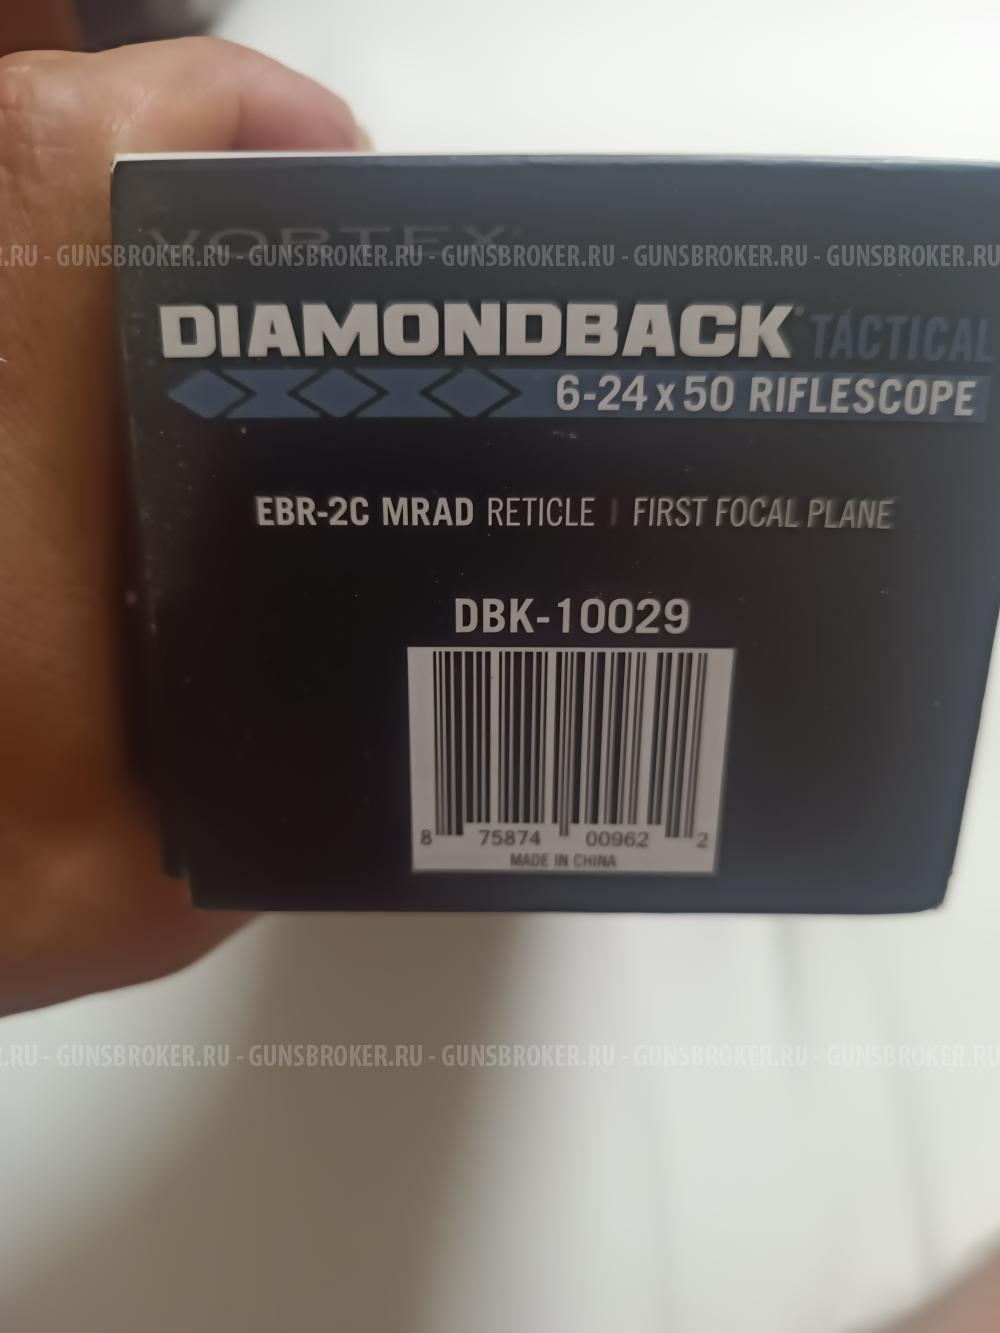 VORTEX
.RU - GUNSBROKER.RU - GUNSBROKER.RU - GUNSBROKER.RU - GUNSBROKER.RU - GUNSBROKER.RU
DIAMONDBACK® TACTICAL
6-24 x 50 RIFLESCOPE
EBR-2C MRAD RETICLE | FIRST FOCAL PLANE
DBK-10029
8 75874 00962 2
MADE IN CHINA
.RU - GUNSBROKER.RU - GUNSBROKER.RU - GUNSBROKER.RU - GUNSBROKER.RU - GUNSBROKER.RU